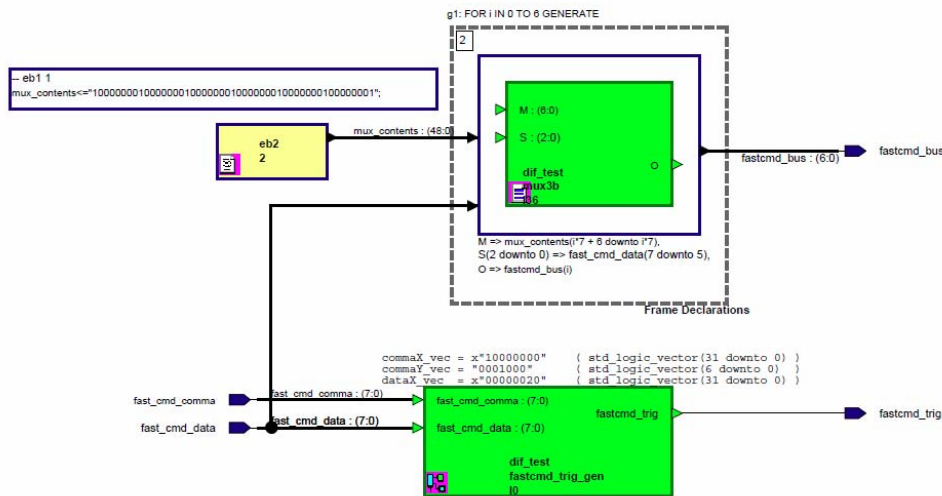 g1: FOR i IN 0 TO 6 GENERATE
2
-- eb1 1
mux_contents<="1000000010000000100000001000000010000000100000001";
M : (6:0)
mux_contents : (48:0)
S : (2:0)
eb2
2
dif_test
mux3b
I36
O
fastcmd_bus : (6:0)
fastcmd_bus
M => mux_contents(i*7 + 6 downto i*7),
S(2 downto 0) => fast_cmd_data(7 downto 5),
O => fastcmd_bus(i)
Frame Declarations
commaX_vec = x"10000000" ( std_logic_vector(31 downto 0) )
commaY_vec = "0001000" ( std_logic_vector(6 downto 0) )
dataX_vec = x"00000020" ( std_logic_vector(31 downto 0) )
fast_cmd_comma
fast_cmd_comma : (7:0)
fast_cmd_comma : (7:0)
fastcmd_trig
fastcmd_trig
fast_cmd_data
fast_cmd_data : (7:0)
fast_cmd_data : (7:0)
dif_test
fastcmd_trig_gen
I0